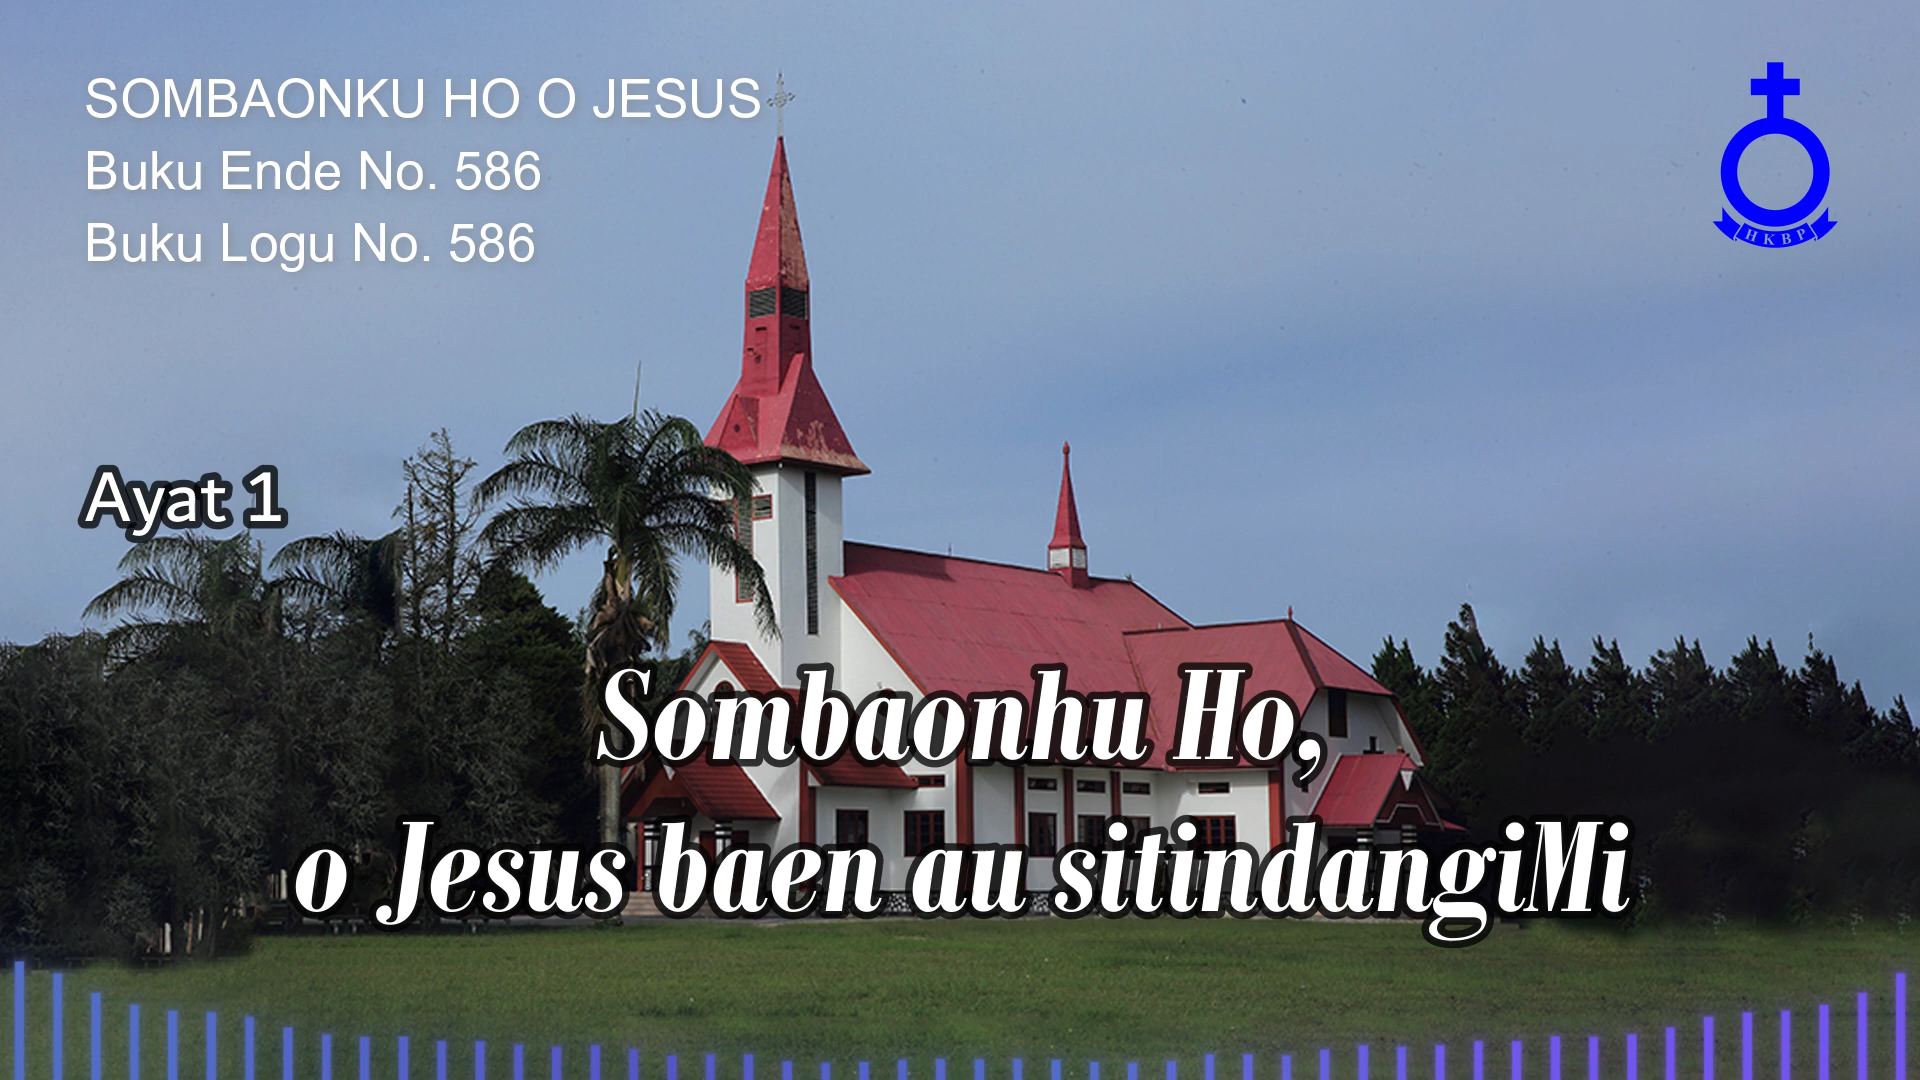 SOMBAONKU HO O JESUS
Buku Ende No. 586
Buku Logu No. 586
HKBP
Ayat 1
Sombaonhu Ho,
o Jesus baen au sitindangiMi